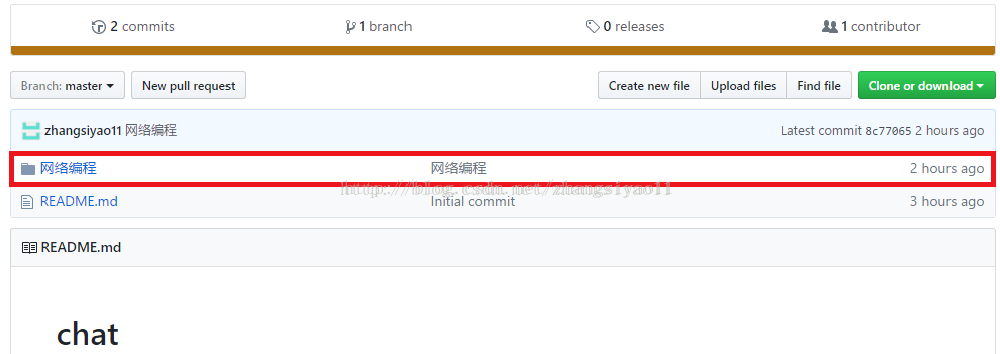 2 commits 1 branch 0 releases 1 contributor
Branch: master New pull request Create new file Upload files Find file Clone or download
zhangsiyao11 网络编程 Latest commit 8c77065 2 hours ago
网络编程 网络编程 2 hours ago
http://blog.csdn.net/zhangsiyao11
README.md Initial commit 3 hours ago
README.md
chat